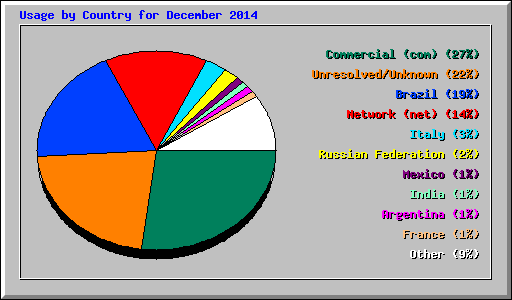 Usage by Country for December 2014
Commercial (com) (27%)
Unresolved/Unknown (22%)
Brazil (19%)
Network (net) (14%)
Italy (3%)
Russian Federation (2%)
Mexico (1%)
India (1%)
Argentina (1%)
France (1%)
Other (9%)